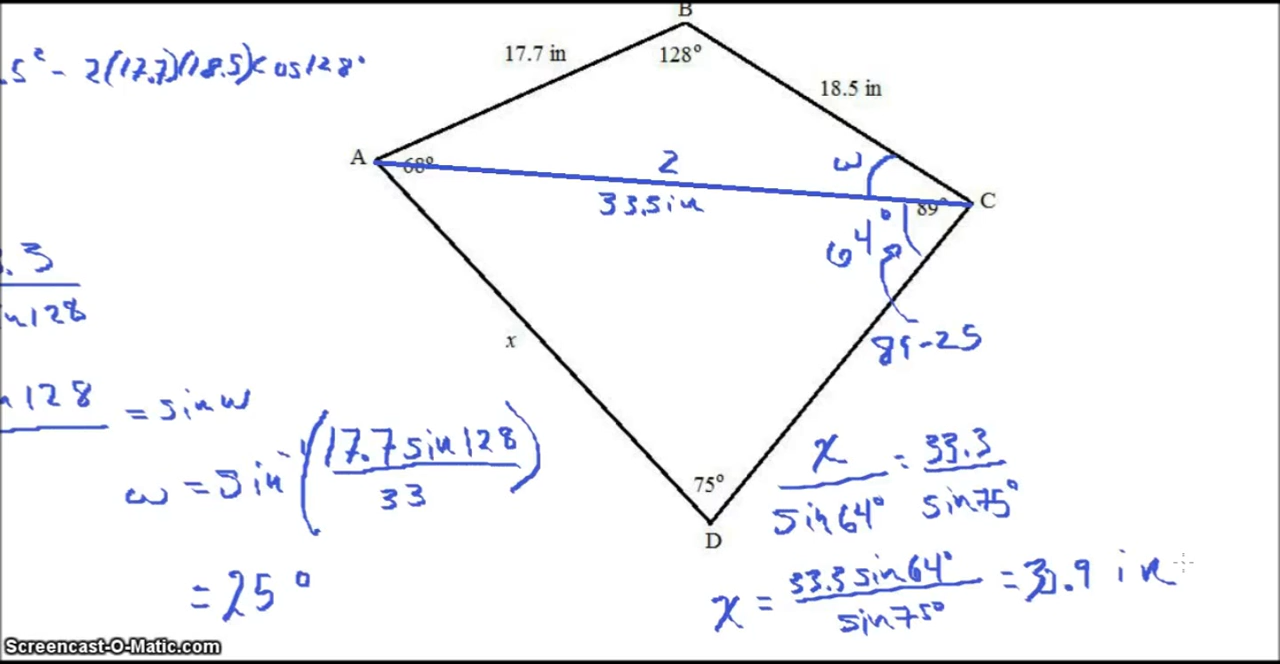 B
.5² - 2(17.7)(18.5)cos128°
17.7 in
128°
18.5 in
A
68°
z
w
33.5in
89°
C
64°
89-25
.3
n128
x
n128 = sinw
w = sin⁻¹(17.7sin128
33)
= 25°
75°
D
x = 33.3
sin64° sin75°
x = 33.3sin64° = 30.9 in
sin75°
Screencast-O-Matic.com